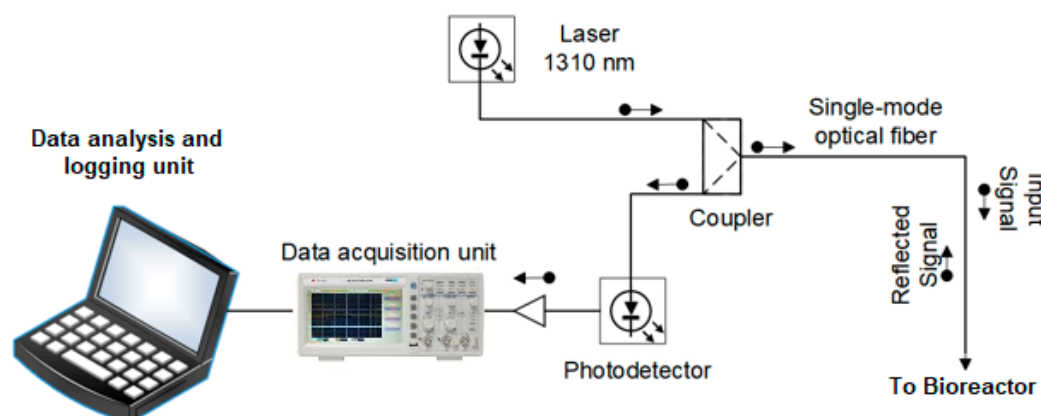 Laser
1310 nm
Single-mode
optical fiber
Data analysis and
logging unit
Input
Signal
Coupler
Reflected
Signal
Data acquisition unit
Photodetector
To Bioreactor